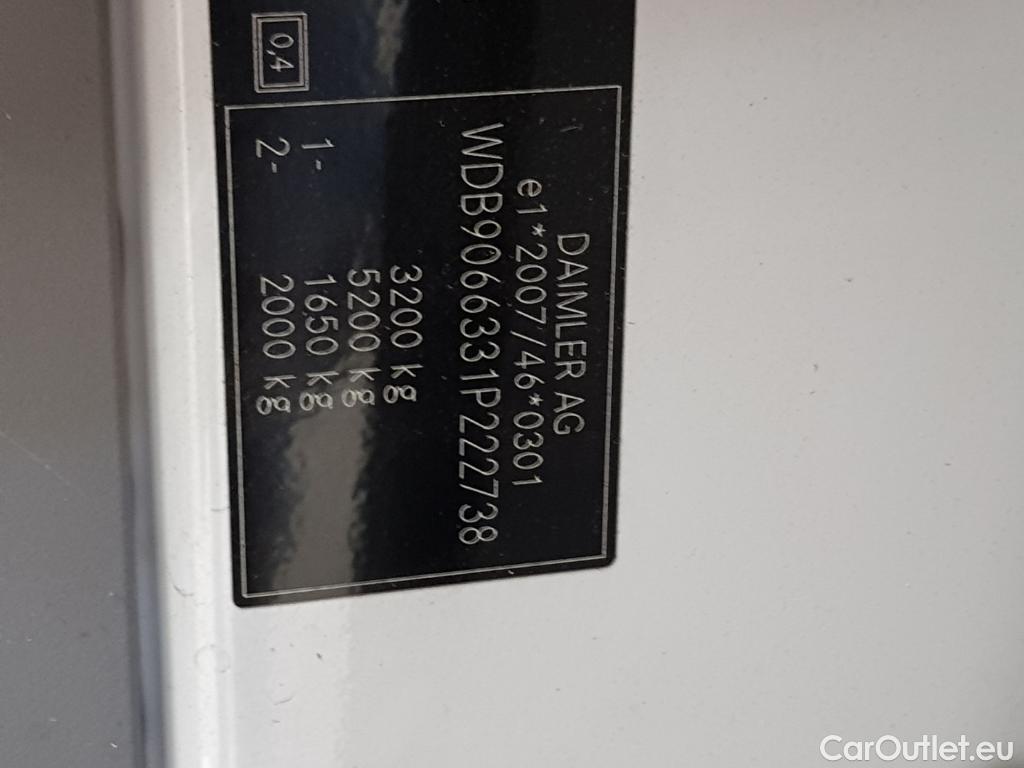 DAIMLER AG
e1*2007/46*0301
WDB9066331P222738
3200 kg
5200 kg
1- 1650 kg
2- 2000 kg
0,4
CarOutlet.eu